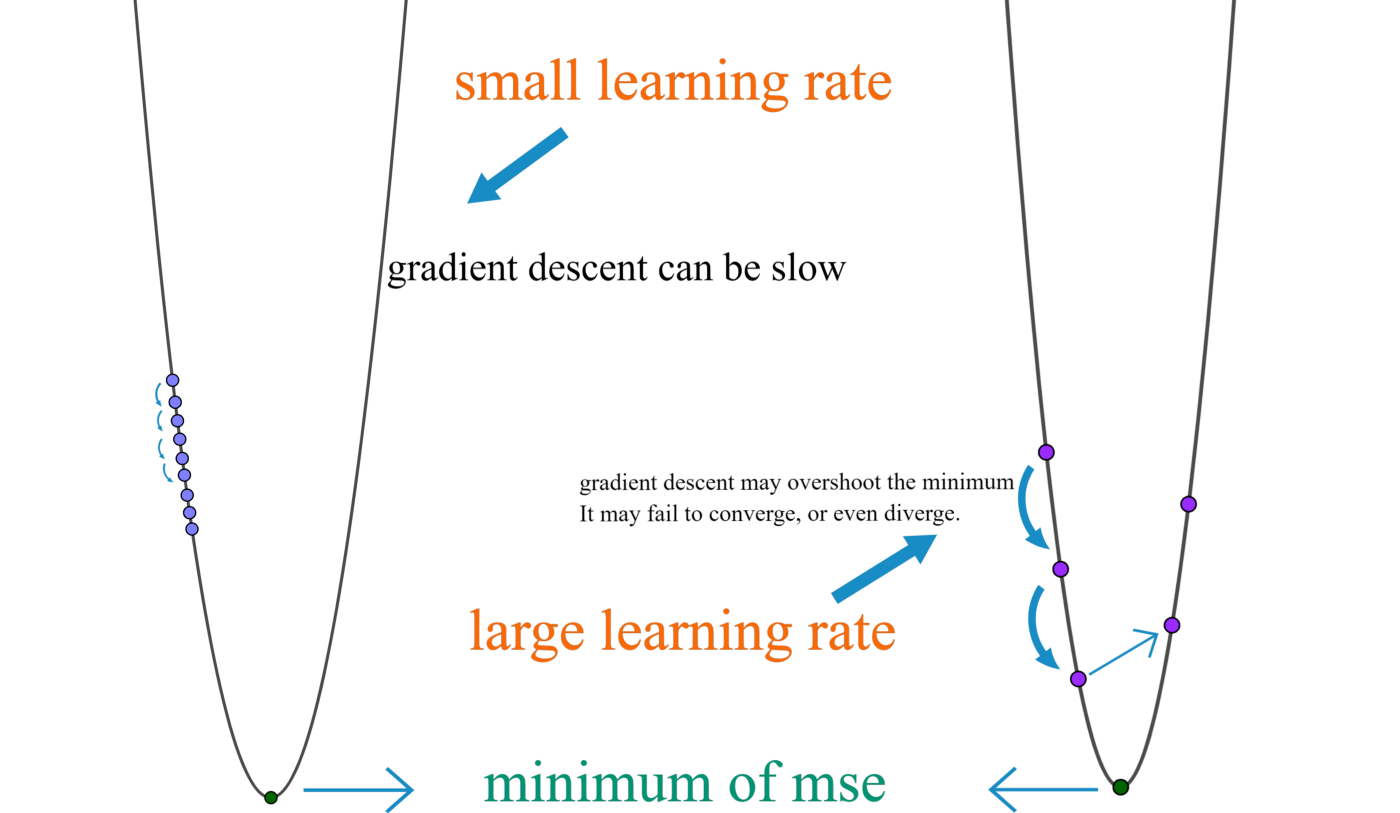 small learning rate
gradient descent can be slow
gradient descent may overshoot the minimum
It may fail to converge, or even diverge.
large learning rate
minimum of mse